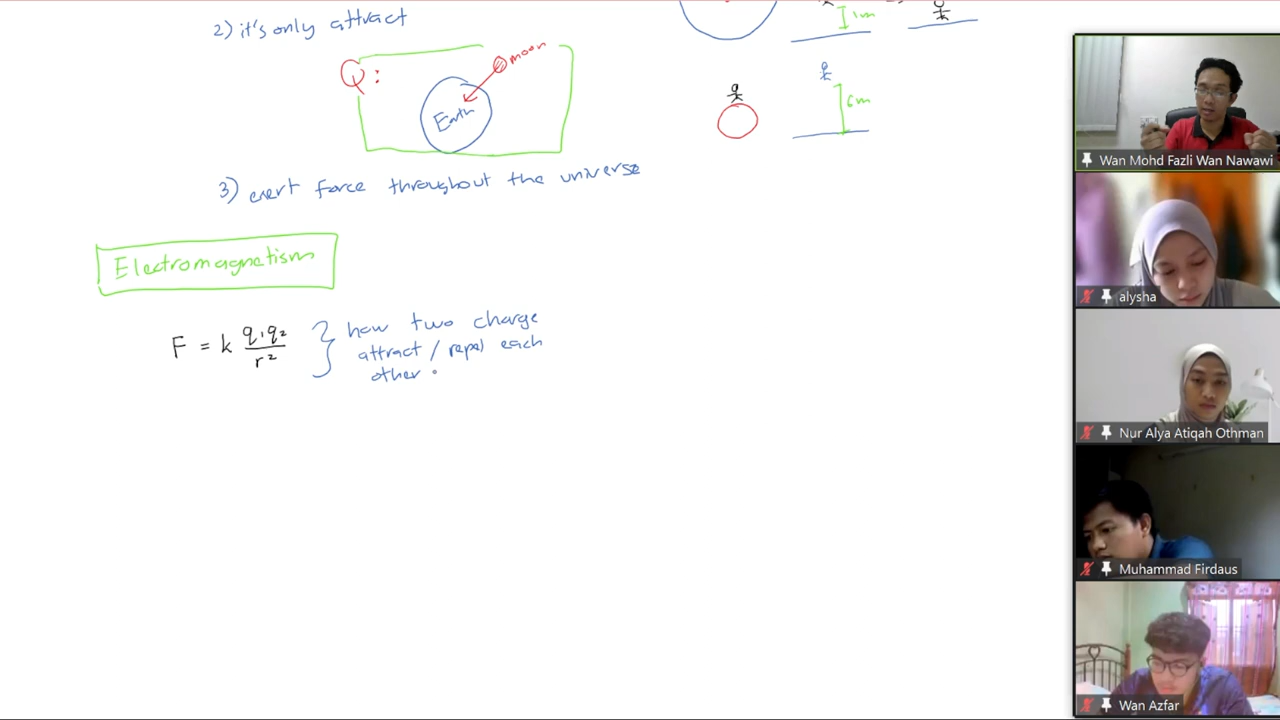 2) it's only attract
Q:
moon
Earth
1m
6m
3) exert force throughout the universe
Electromagnetism
F = k q₁q₂ / r²
how two charge
attract / repel each
other.
Wan Mohd Fazli Wan Nawawi
alysha
Nur Alya Atiqah Othman
Muhammad Firdaus
Wan Azfar